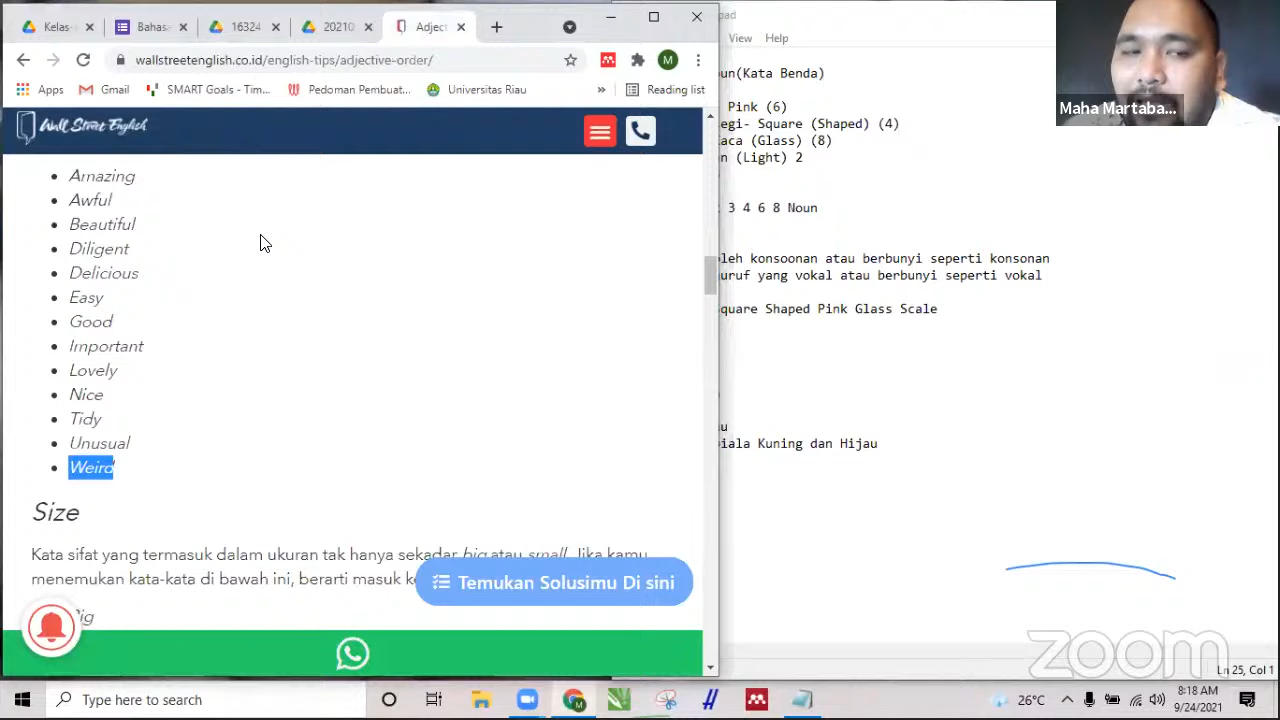 Kelas-
Bahas
16324
20210
Adject
wallstreetenglish.co.id/english-tips/adjective-order/
M
Apps
Gmail
SMART Goals - Tim...
Pedoman Pembuat...
Universitas Riau
»
Reading list
Wall Street English
Amazing
Awful
Beautiful
Diligent
Delicious
Easy
Good
Important
Lovely
Nice
Tidy
Unusual
Weird
Size
Kata sifat yang termasuk dalam ukuran tak hanya sekadar big atau small. Jika kamu
menemukan kata-kata di bawah ini, berarti masuk
Temukan Solusimu Di sini
pad
View Help
un(Kata Benda)
Pink (6)
egi- Square (Shaped) (4)
aca (Glass) (8)
n (Light) 2
3 4 6 8 Noun
leh konsoonan atau berbunyi seperti konsonan
uruf yang vokal atau berbunyi seperti vokal
quare Shaped Pink Glass Scale
u
iala Kuning dan Hijau
Maha Martaba...
zoom
Ln 25, Col 1
Type here to search
26°C
8:18 AM
9/24/2021